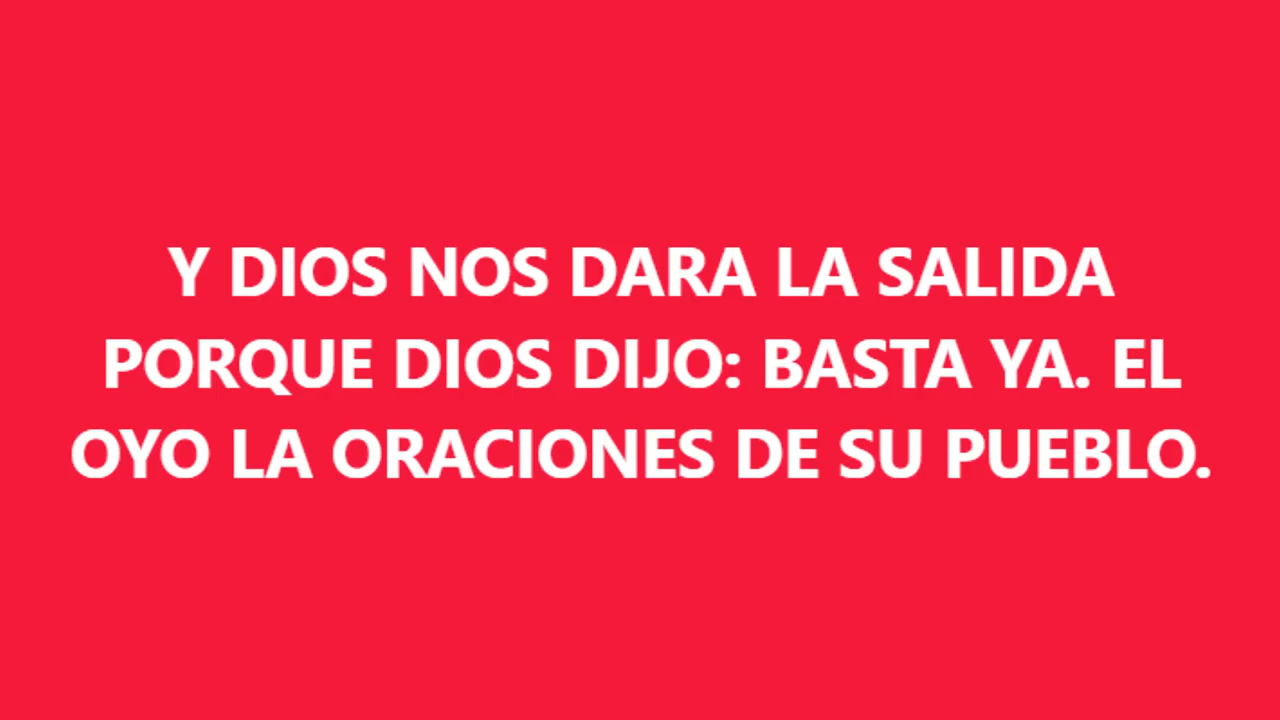 Y DIOS NOS DARA LA SALIDA
PORQUE DIOS DIJO: BASTA YA. EL
OYO LA ORACIONES DE SU PUEBLO.